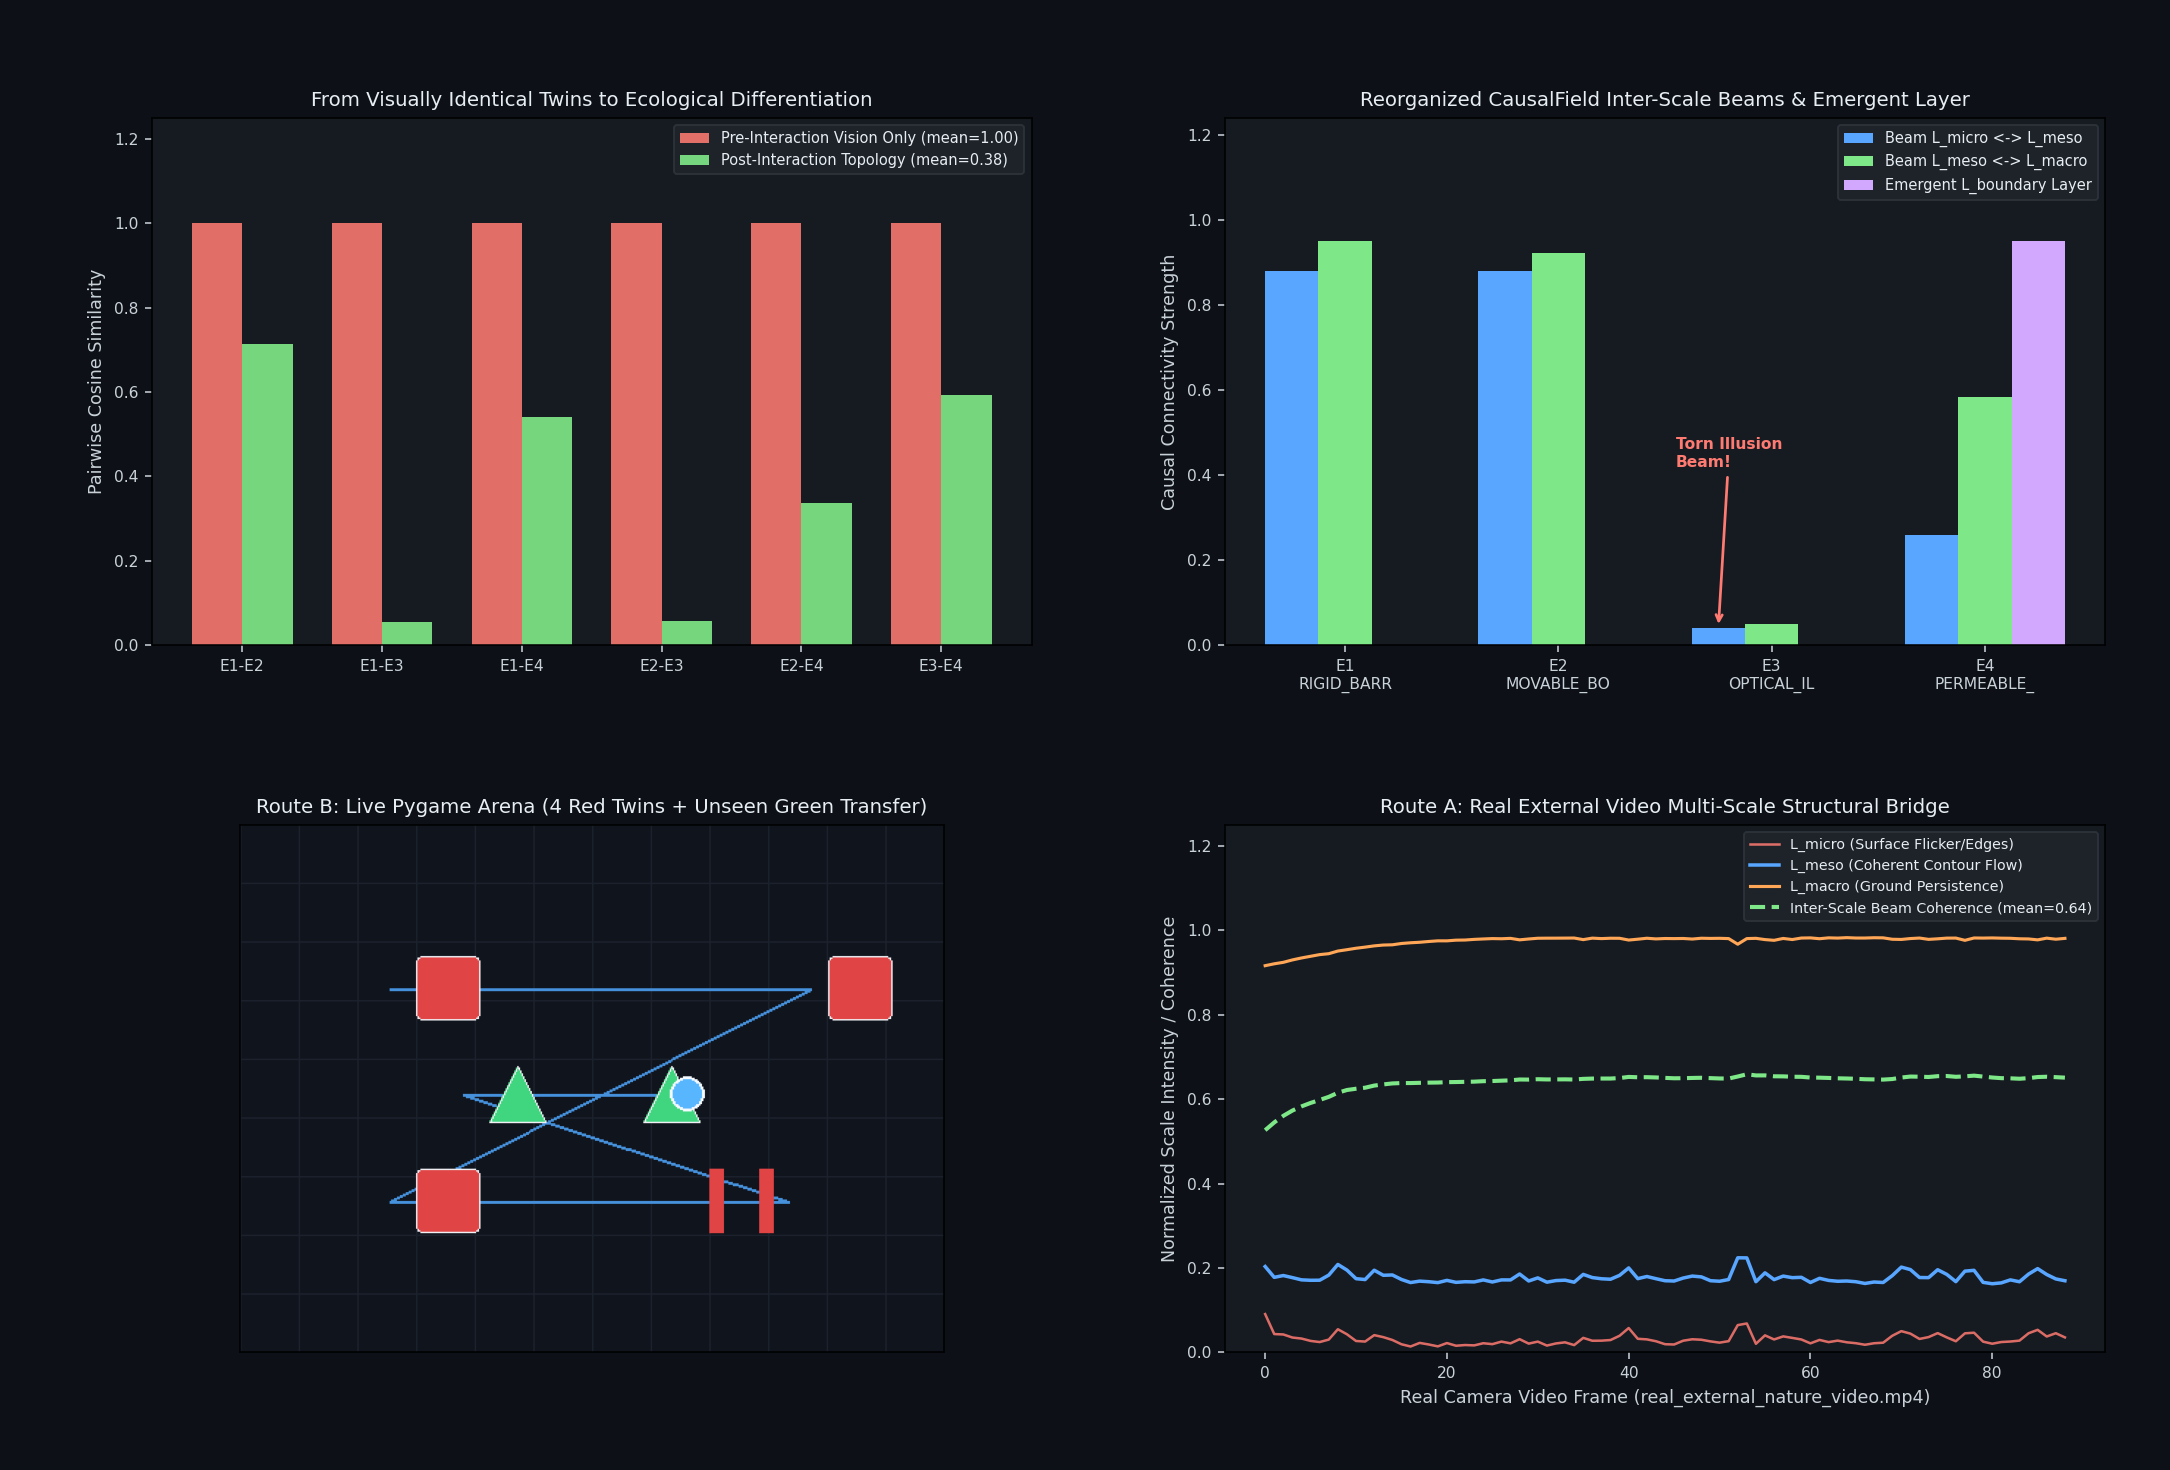 From Visually Identical Twins to Ecological Differentiation
Pre-Interaction Vision Only (mean=1.00)
Post-Interaction Topology (mean=0.38)
Pairwise Cosine Similarity
1.2
1.0
0.8
0.6
0.4
0.2
0.0
E1-E2
E1-E3
E1-E4
E2-E3
E2-E4
E3-E4
Reorganized CausalField Inter-Scale Beams & Emergent Layer
Beam L_micro <-> L_meso
Beam L_meso <-> L_macro
Emergent L_boundary Layer
Causal Connectivity Strength
1.2
1.0
0.8
0.6
0.4
0.2
0.0
Torn Illusion
Beam!
E1
RIGID_BARR
E2
MOVABLE_BO
E3
OPTICAL_IL
E4
PERMEABLE_
Route B: Live Pygame Arena (4 Red Twins + Unseen Green Transfer)
Route A: Real External Video Multi-Scale Structural Bridge
L_micro (Surface Flicker/Edges)
L_meso (Coherent Contour Flow)
L_macro (Ground Persistence)
Inter-Scale Beam Coherence (mean=0.64)
Normalized Scale Intensity / Coherence
1.2
1.0
0.8
0.6
0.4
0.2
0.0
0
20
40
60
80
Real Camera Video Frame (real_external_nature_video.mp4)